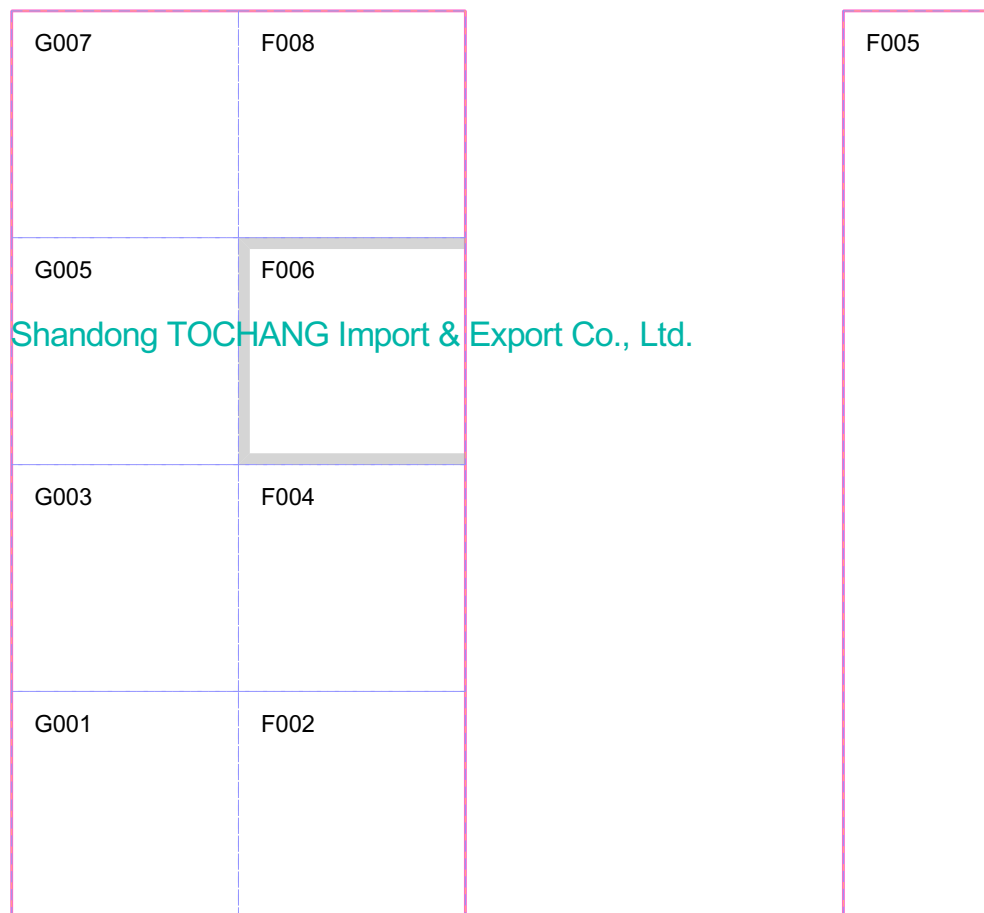 G007 F008 F005
G005 F006
Shandong TOCHANG Import & Export Co., Ltd.
G003 F004
G001 F002